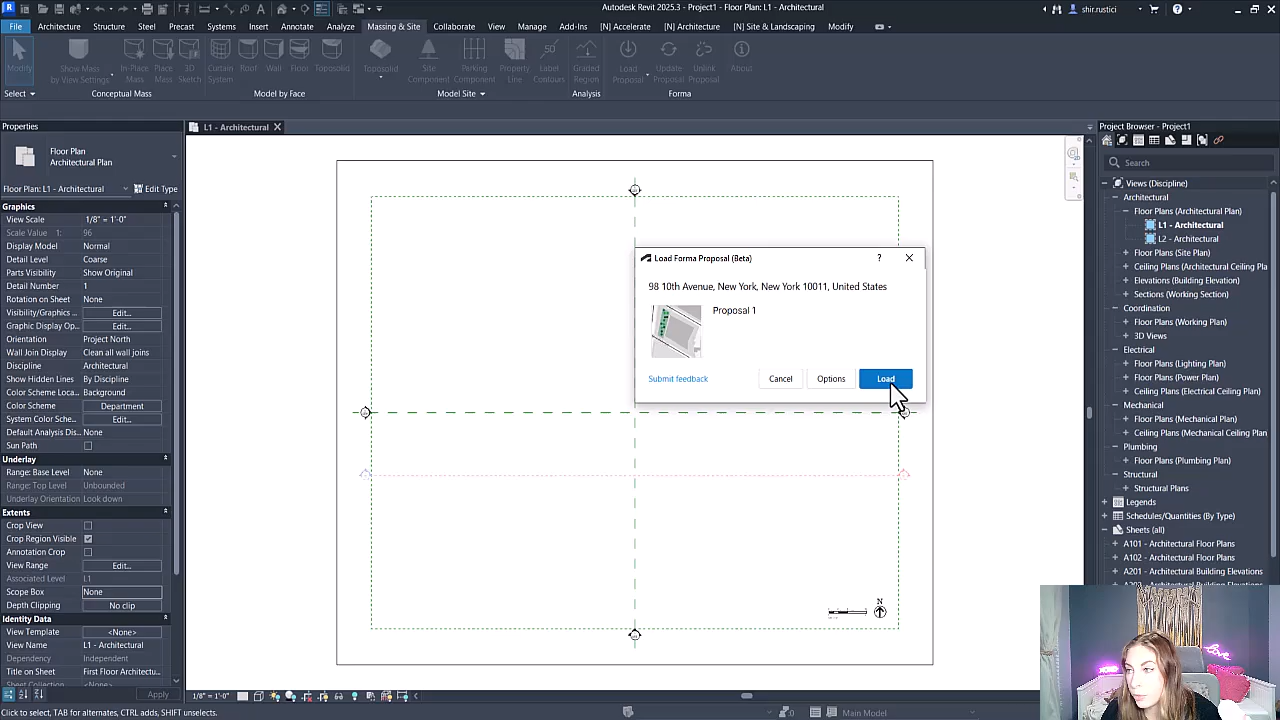 Autodesk Revit 2025.3 - Project1 - Floor Plan: L1 - Architectural
shir.rustici
File
Architecture
Structure
Steel
Precast
Systems
Insert
Annotate
Analyze
Massing & Site
Collaborate
View
Manage
Add-Ins
[N] Accelerate
[N] Architecture
[N] Site & Landscaping
Modify
Modify
Show Mass
by View Settings
In-Place
Mass
Place
Mass
3D
Sketch
Curtain
System
Roof
Wall
Floor
Toposolid
Toposolid
Site
Component
Parking
Component
Property
Line
Label
Contours
Graded
Region
Load
Proposal
Update
Proposal
Unlink
Proposal
About
Select
Conceptual Mass
Model by Face
Model Site
Analysis
Forma
Properties
Floor Plan
Architectural Plan
Floor Plan: L1 - Architectural
Edit Type
Graphics
View Scale 1/8" = 1'-0"
Scale Value 1: 96
Display Model Normal
Detail Level Coarse
Parts Visibility Show Original
Detail Number 1
Rotation on Sheet None
Visibility/Graphics ... Edit...
Graphic Display Op... Edit...
Orientation Project North
Wall Join Display Clean all wall joins
Discipline Architectural
Show Hidden Lines By Discipline
Color Scheme Locat... Background
Color Scheme Department
System Color Sche... Edit...
Default Analysis Dis... None
Sun Path
Underlay
Range: Base Level None
Range: Top Level Unbounded
Underlay Orientation Look down
Extents
Crop View
Crop Region Visible
Annotation Crop
View Range Edit...
Associated Level L1
Scope Box None
Depth Clipping No clip
Identity Data
View Template <None>
View Name L1 - Architectural
Dependency Independent
Title on Sheet First Floor Architectu...
Sheet Collection <None>
Apply
L1 - Architectural
Load Forma Proposal (Beta)
98 10th Avenue, New York, New York 10011, United States
Proposal 1
Submit feedback
Cancel
Options
Load
N
Project Browser - Project1
Search
Views (Discipline)
Architectural
Floor Plans (Architectural Plan)
L1 - Architectural
L2 - Architectural
Floor Plans (Site Plan)
Ceiling Plans (Architectural Ceiling Pla
Elevations (Building Elevation)
Sections (Working Section)
Coordination
Floor Plans (Working Plan)
3D Views
Electrical
Floor Plans (Lighting Plan)
Floor Plans (Power Plan)
Ceiling Plans (Electrical Ceiling Plan)
Mechanical
Floor Plans (Mechanical Plan)
Ceiling Plans (Mechanical Ceiling Plan
Plumbing
Floor Plans (Plumbing Plan)
Structural
Structural Plans
Legends
Schedules/Quantities (By Type)
Sheets (all)
A101 - Architectural Floor Plans
A102 - Architectural Floor Plans
A201 - Architectural Building Elevations
1/8" = 1'-0"
Click to select, TAB for alternates, CTRL adds, SHIFT unselects.
:0
Main Model